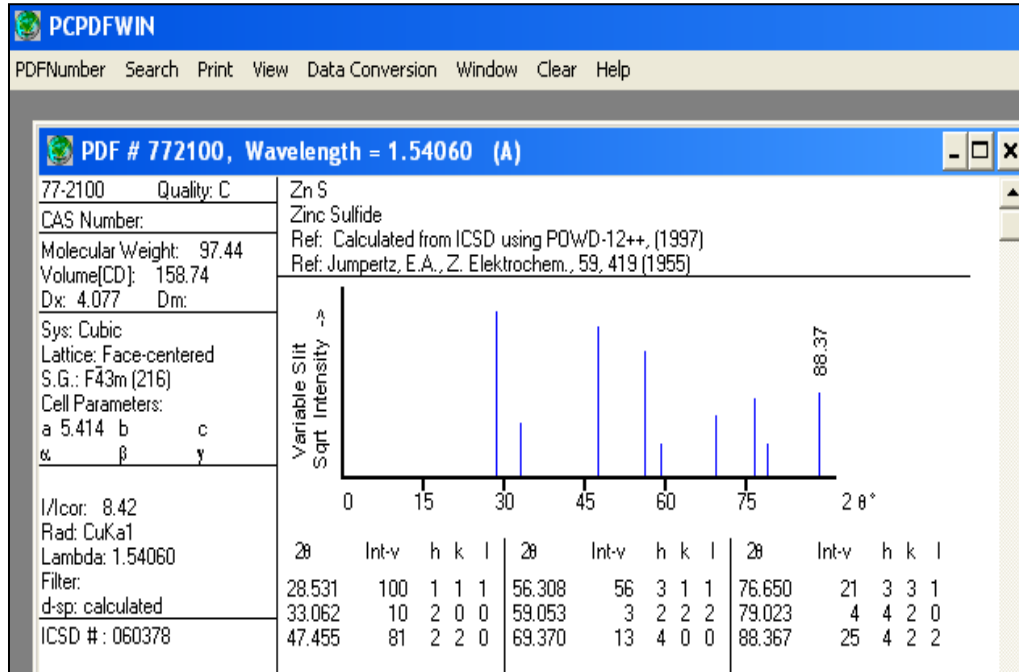 PCPDFWIN
PDFNumber Search Print View Data Conversion Window Clear Help
PDF # 772100, Wavelength = 1.54060 (A)
77-2100 Quality: C
CAS Number:
Molecular Weight: 97.44
Volume[CD]: 158.74
Dx: 4.077 Dm:
Sys: Cubic
Lattice: Face-centered
S.G.: F4̅3m (216)
Cell Parameters:
a 5.414 b c
α β γ
I/Icor: 8.42
Rad: CuKa1
Lambda: 1.54060
Filter:
d-sp: calculated
ICSD # : 060378
Zn S
Zinc Sulfide
Ref: Calculated from ICSD using POWD-12++, (1997)
Ref: Jumpertz, E.A., Z. Elektrochem., 59, 419 (1955)
Variable Slit
Sqrt Intensity ->
88.37
0 15 30 45 60 75 2 θ °
2θ Int-v h k l 2θ Int-v h k l 2θ Int-v h k l
28.531 100 1 1 1 56.308 56 3 1 1 76.650 21 3 3 1
33.062 10 2 0 0 59.053 3 2 2 2 79.023 4 4 2 0
47.455 81 2 2 0 69.370 13 4 0 0 88.367 25 4 2 2